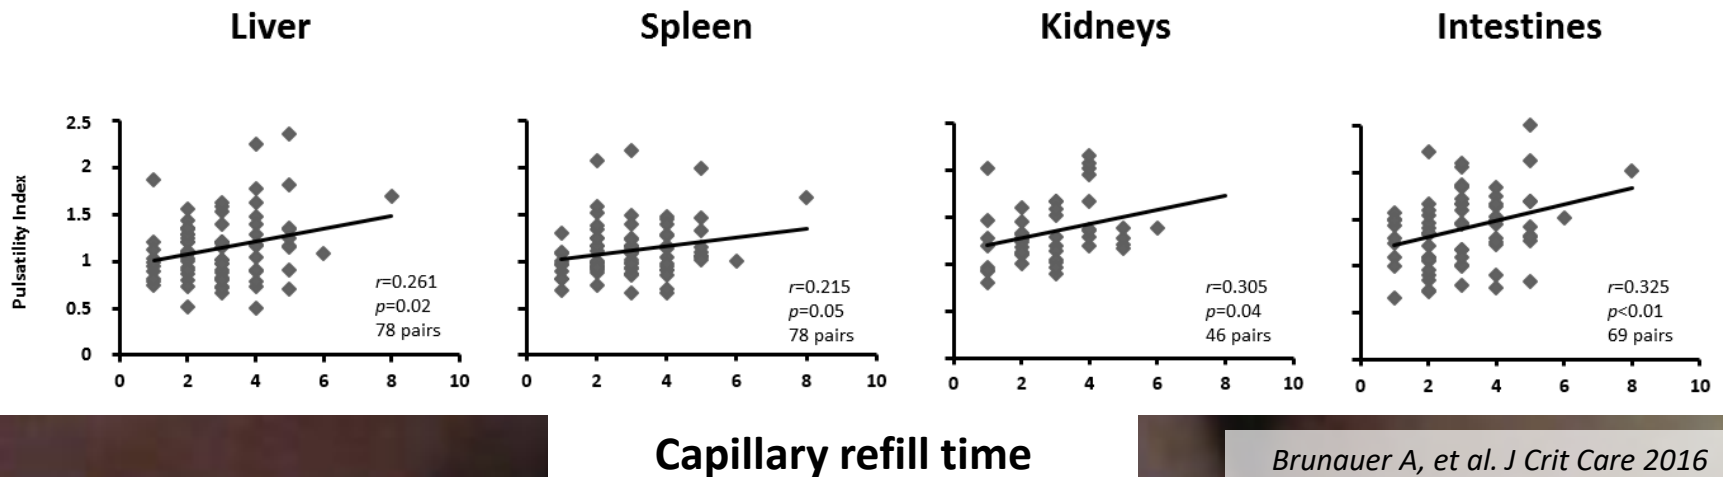 Liver Spleen Kidneys Intestines
Pulsatility Index
2.5
2
1.5
1
0.5
0
0 2 4 6 8 10
r=0.261
p=0.02
78 pairs
0 2 4 6 8 10
r=0.215
p=0.05
78 pairs
0 2 4 6 8 10
r=0.305
p=0.04
46 pairs
0 2 4 6 8 10
r=0.325
p<0.01
69 pairs
Capillary refill time
Brunauer A, et al. J Crit Care 2016